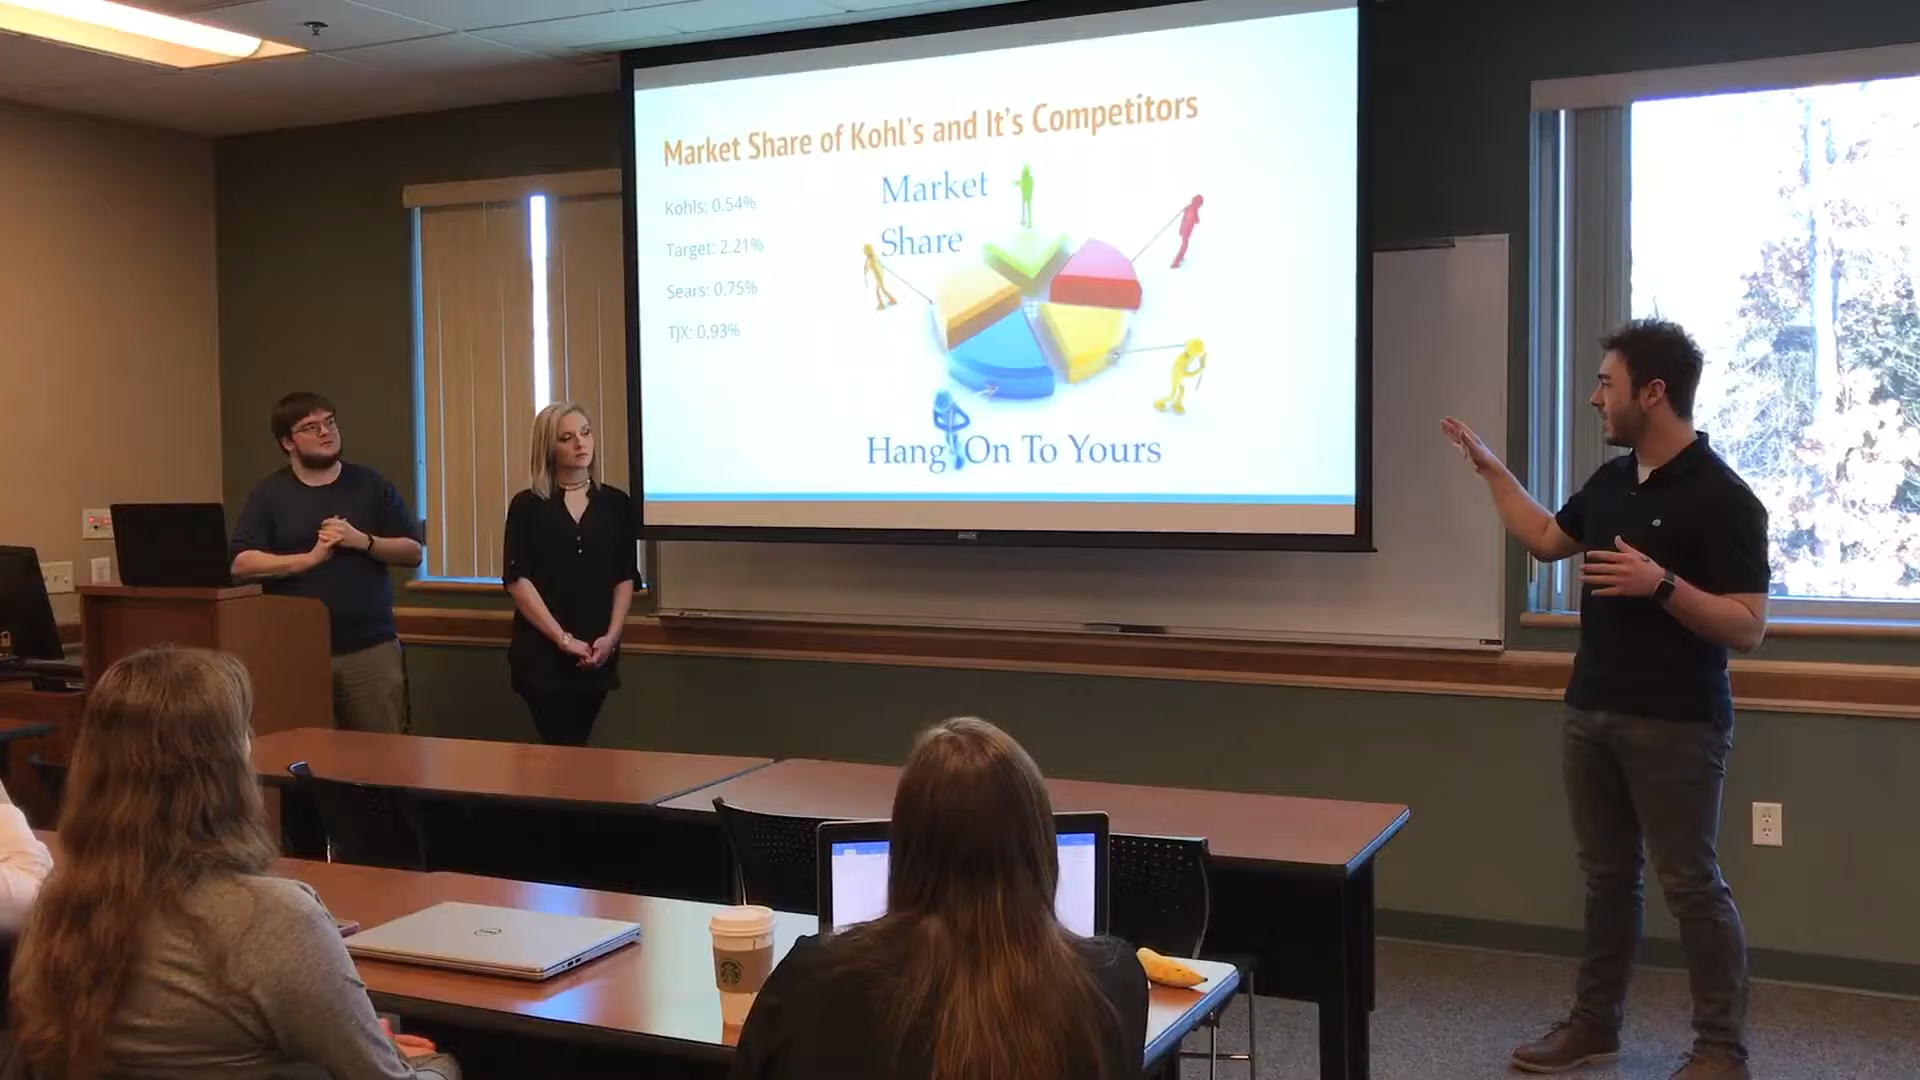 Market Share of Kohl's and It's Competitors
Kohls: 0.54%
Target: 2.21%
Sears: 0.75%
TJX: 0.93%
Market
Share
Hang On To Yours